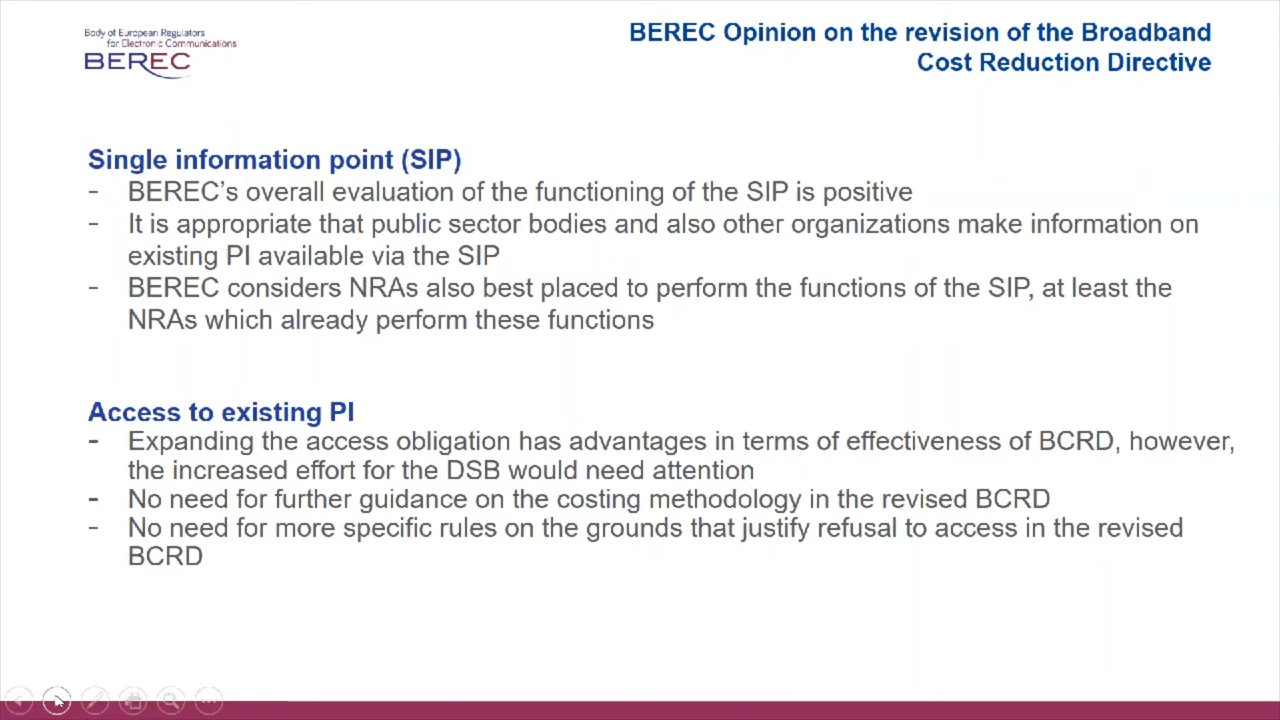 Body of European Regulators
for Electronic Communications
BEREC
BEREC Opinion on the revision of the Broadband
Cost Reduction Directive
Single information point (SIP)
- BEREC's overall evaluation of the functioning of the SIP is positive
- It is appropriate that public sector bodies and also other organizations make information on
existing PI available via the SIP
- BEREC considers NRAs also best placed to perform the functions of the SIP, at least the
NRAs which already perform these functions
Access to existing PI
- Expanding the access obligation has advantages in terms of effectiveness of BCRD, however,
the increased effort for the DSB would need attention
- No need for further guidance on the costing methodology in the revised BCRD
- No need for more specific rules on the grounds that justify refusal to access in the revised
BCRD